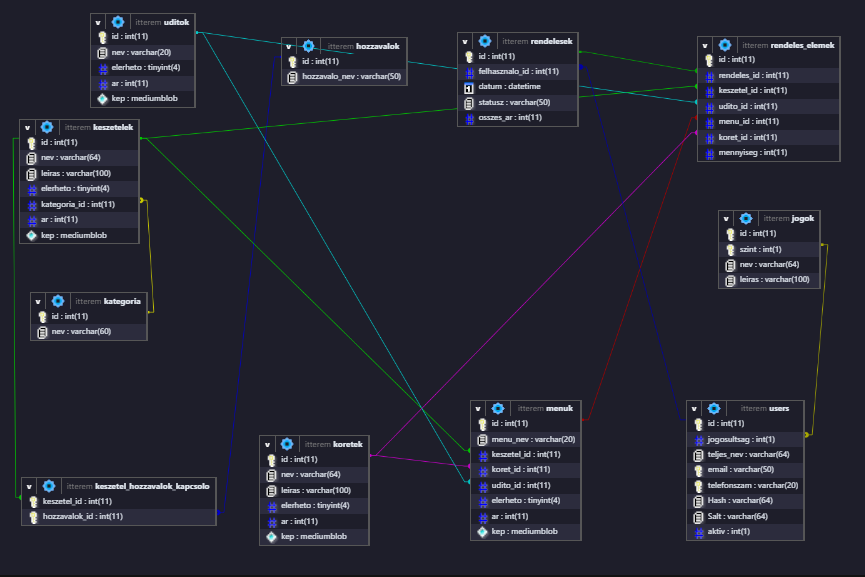 v itterem uditok
id : int(11)
nev : varchar(20)
elerheto : tinyint(4)
ar : int(11)
kep : mediumblob
v itterem hozzavalok
id : int(11)
hozzavalo_nev : varchar(50)
v itterem rendelesek
id : int(11)
felhasznalo_id : int(11)
datum : datetime
statusz : varchar(50)
osszes_ar : int(11)
v itterem rendeles_elemek
id : int(11)
rendeles_id : int(11)
keszetel_id : int(11)
udito_id : int(11)
menu_id : int(11)
koret_id : int(11)
mennyiseg : int(11)
v itterem keszetelek
id : int(11)
nev : varchar(64)
leiras : varchar(100)
elerheto : tinyint(4)
kategoria_id : int(11)
ar : int(11)
kep : mediumblob
v itterem jogok
id : int(11)
szint : int(1)
nev : varchar(64)
leiras : varchar(100)
v itterem kategoria
id : int(11)
nev : varchar(60)
v itterem menuk
id : int(11)
menu_nev : varchar(20)
keszetel_id : int(11)
koret_id : int(11)
udito_id : int(11)
elerheto : tinyint(4)
ar : int(11)
kep : mediumblob
v itterem users
id : int(11)
jogosultsag : int(1)
teljes_nev : varchar(64)
email : varchar(50)
telefonszam : varchar(20)
Hash : varchar(64)
Salt : varchar(64)
aktiv : int(1)
v itterem koretek
id : int(11)
nev : varchar(64)
leiras : varchar(100)
elerheto : tinyint(4)
ar : int(11)
kep : mediumblob
v itterem keszetel_hozzavalok_kapcsolo
keszetel_id : int(11)
hozzavalok_id : int(11)